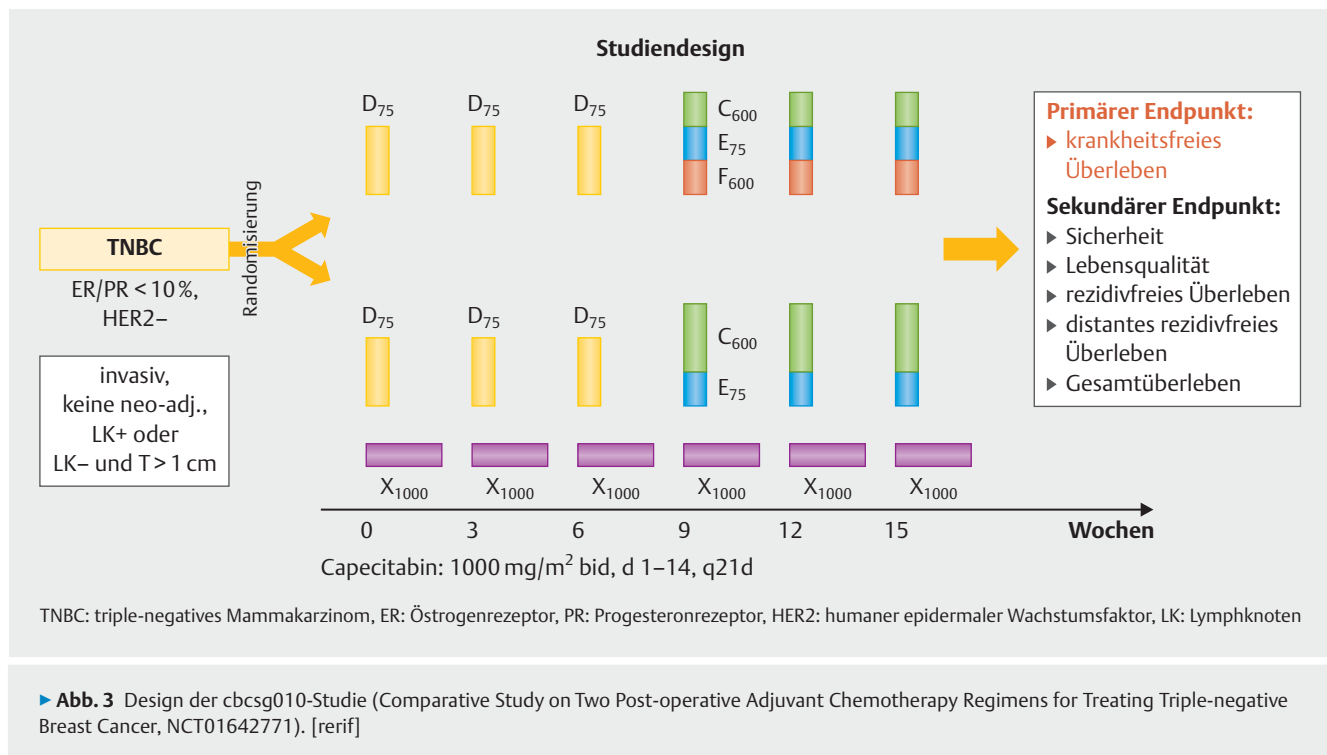 Studiendesign
D75 D75 D75
C600
E75
F600
Randomisierung
TNBC
ER/PR < 10 %,
HER2–
invasiv,
keine neo-adj.,
LK+ oder
LK– und T > 1 cm
D75 D75 D75
C600
E75
X1000 X1000 X1000 X1000 X1000 X1000
0 3 6 9 12 15 Wochen
Capecitabin: 1000 mg/m² bid, d 1–14, q21d
Primärer Endpunkt:
▶ krankheitsfreies
Überleben
Sekundärer Endpunkt:
▶ Sicherheit
▶ Lebensqualität
▶ rezidivfreies Überleben
▶ distantes rezidivfreies
Überleben
▶ Gesamtüberleben
TNBC: triple-negatives Mammakarzinom, ER: Östrogenrezeptor, PR: Progesteronrezeptor, HER2: humaner epidermaler Wachstumsfaktor, LK: Lymphknoten
▶ Abb. 3 Design der cbcsg010-Studie (Comparative Study on Two Post-operative Adjuvant Chemotherapy Regimens for Treating Triple-negative
Breast Cancer, NCT01642771). [rerif]